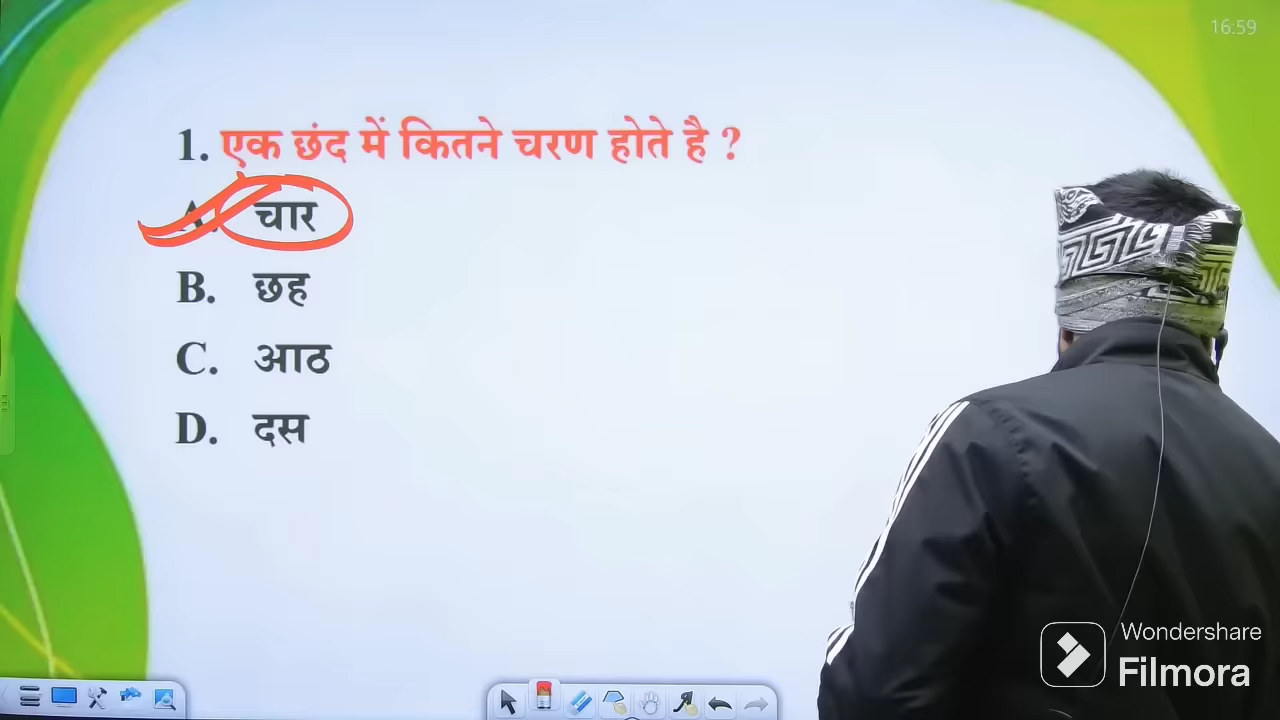 16:59
1. एक छंद में कितने चरण होते है ?
A. चार
B. छह
C. आठ
D. दस
Wondershare
Filmora